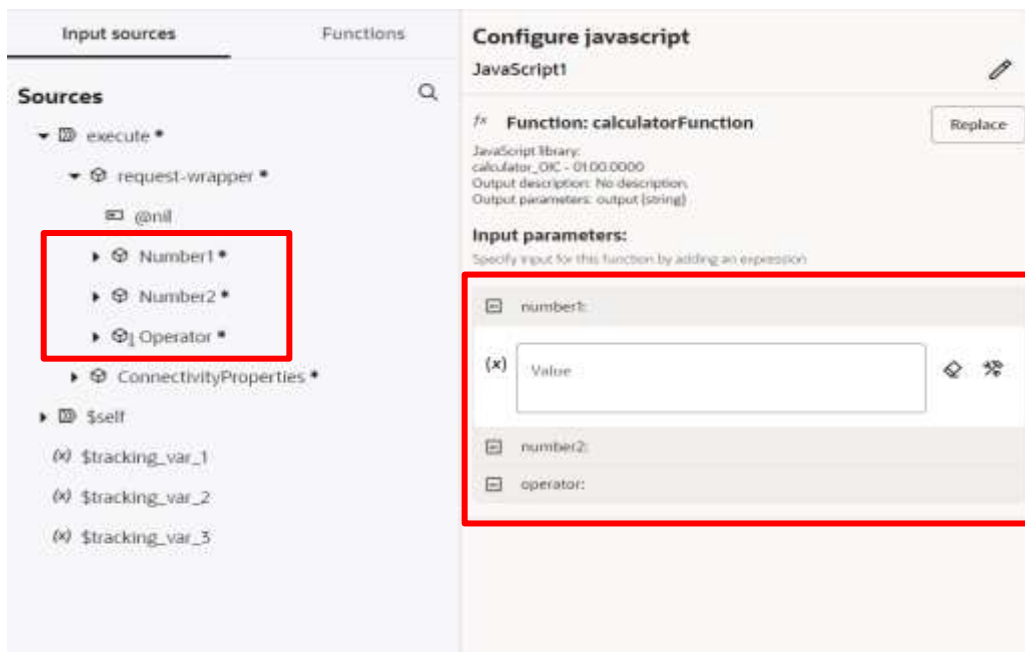 Input sources
Functions
Sources
execute *
request-wrapper *
@nil
Number1 *
Number2 *
Operator *
ConnectivityProperties *
$self
(x) $tracking_var_1
(x) $tracking_var_2
(x) $tracking_var_3
Configure javascript
JavaScript1
fx Function: calculatorFunction
Replace
JavaScript library:
calculator_OIC - 01.00.0000
Output description: No description.
Output parameters: output (string)
Input parameters:
Specify input for this function by adding an expression
number1:
(x) Value
number2:
operator: